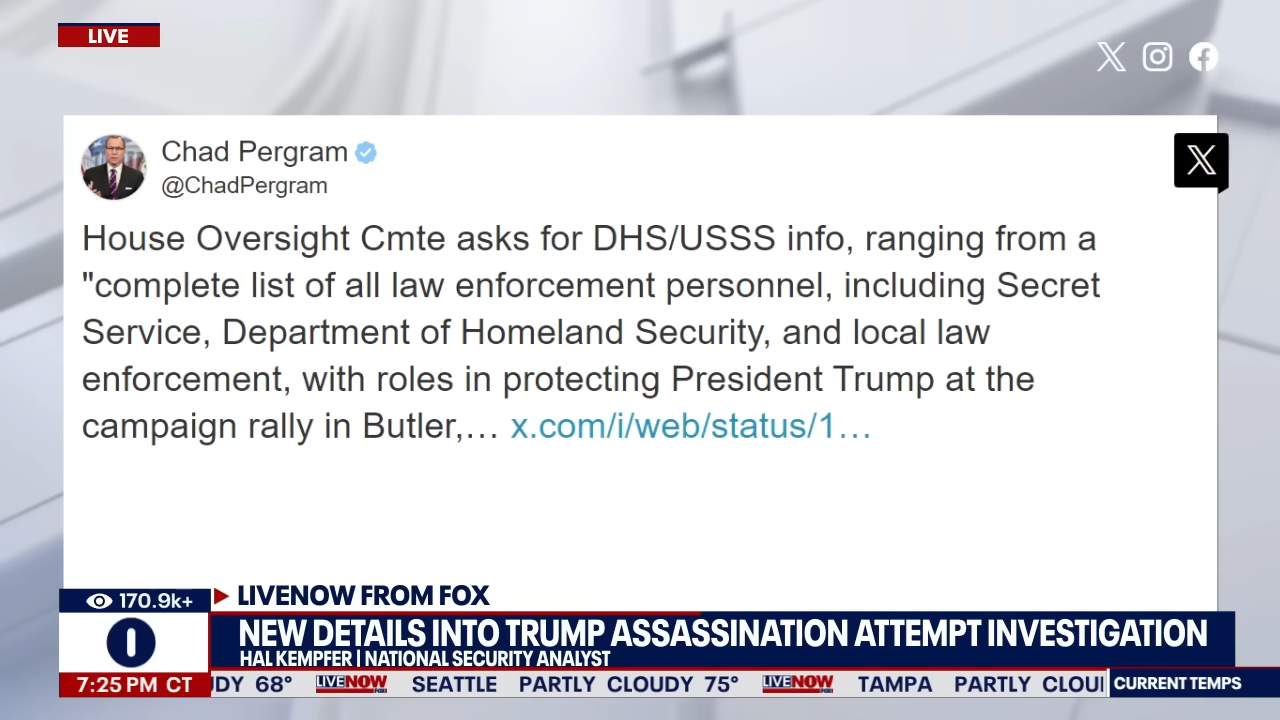 LIVE
Chad Pergram
@ChadPergram
House Oversight Cmte asks for DHS/USSS info, ranging from a
"complete list of all law enforcement personnel, including Secret
Service, Department of Homeland Security, and local law
enforcement, with roles in protecting President Trump at the
campaign rally in Butler,… x.com/i/web/status/1…
170.9k+
LIVENOW FROM FOX
NEW DETAILS INTO TRUMP ASSASSINATION ATTEMPT INVESTIGATION
HAL KEMPFER | NATIONAL SECURITY ANALYST
7:25 PM CT UDY 68° LIVENOW FOX SEATTLE PARTLY CLOUDY 75° LIVENOW FOX TAMPA PARTLY CLOU CURRENT TEMPS